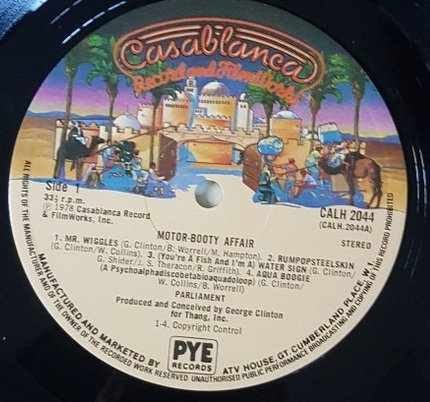 Casablanca
Record and FilmWorks
Side 1
33⅓ r.p.m.
℗ 1978 Casablanca Record
& FilmWorks, Inc.
CALH 2044
(CALH.2044A)
STEREO
MOTOR-BOOTY AFFAIR
1. MR. WIGGLES (G. Clinton/B. Worrell/M. Hampton). 2. RUMPOFSTEELSKIN
(G. Clinton/W. Collins). 3. (You're A Fish And I'm A) WATER SIGN (G. Clinton/
G. Shider/J. S. Theracon/R. Griffith). 4. AQUA BOOGIE
(A Psychoalphadiscobetabioaquadoloop) (G. Clinton/
W. Collins/B. Worrell)
PARLIAMENT
Produced and Conceived by George Clinton
for Thang, Inc.
1-4. Copyright Control
PYE
RECORDS
MANUFACTURED AND MARKETED BY
ATV HOUSE, GT. CUMBERLAND PLACE, W.1.
ALL RIGHTS OF THE MANUFACTURER AND OF THE OWNER OF THE RECORDED WORK RESERVED UNAUTHORISED PUBLIC PERFORMANCE BROADCASTING AND COPYING OF THIS RECORD PROHIBITED